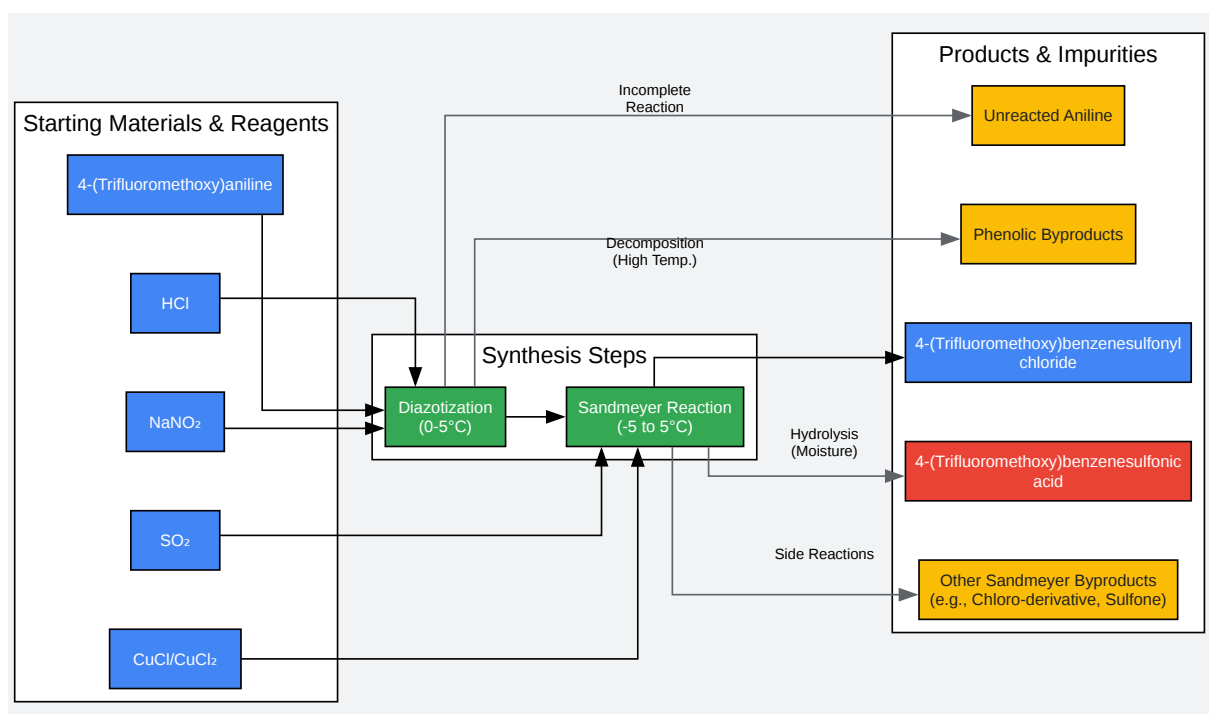 Starting Materials & Reagents
4-(Trifluoromethoxy)aniline
HCl
NaNO₂
SO₂
CuCl/CuCl₂
Synthesis Steps
Diazotization
(0-5°C)
Sandmeyer Reaction
(-5 to 5°C)
Incomplete
Reaction
Decomposition
(High Temp.)
Hydrolysis
(Moisture)
Side Reactions
Products & Impurities
Unreacted Aniline
Phenolic Byproducts
4-(Trifluoromethoxy)benzenesulfonyl
chloride
4-(Trifluoromethoxy)benzenesulfonic
acid
Other Sandmeyer Byproducts
(e.g., Chloro-derivative, Sulfone)